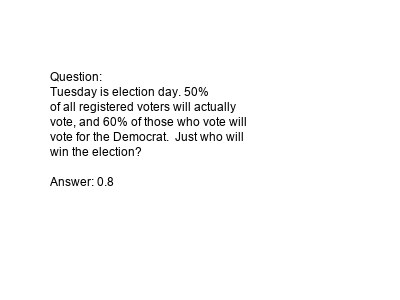 Question:
Tuesday is election day. 50%
of all registered voters will actually
vote, and 60% of those who vote will
vote for the Democrat.  Just who will
win the election?

Answer: 0.8